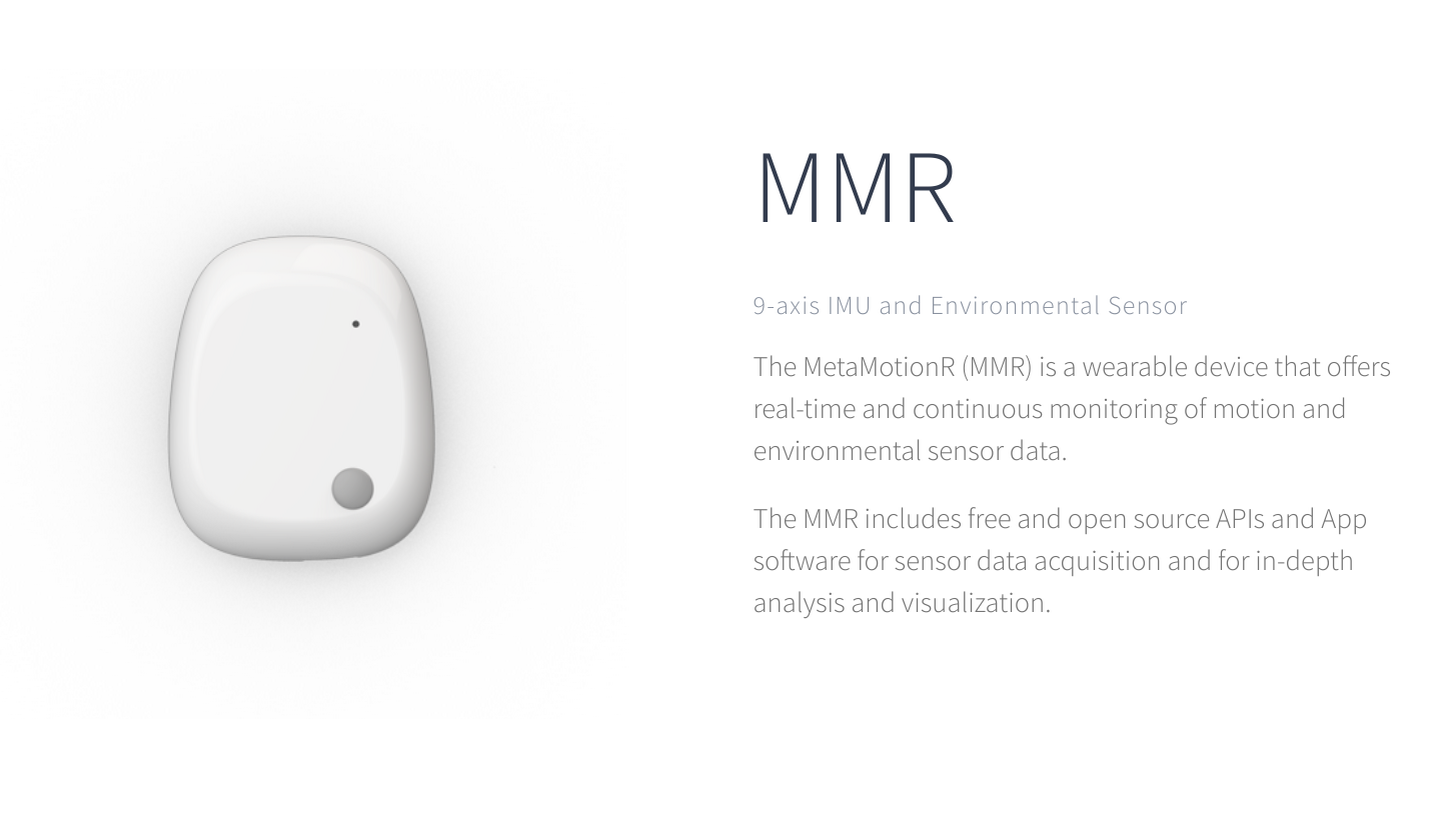 MMR
9-axis IMU and Environmental Sensor
The MetaMotionR (MMR) is a wearable device that offers
real-time and continuous monitoring of motion and
environmental sensor data.
The MMR includes free and open source APIs and App
software for sensor data acquisition and for in-depth
analysis and visualization.